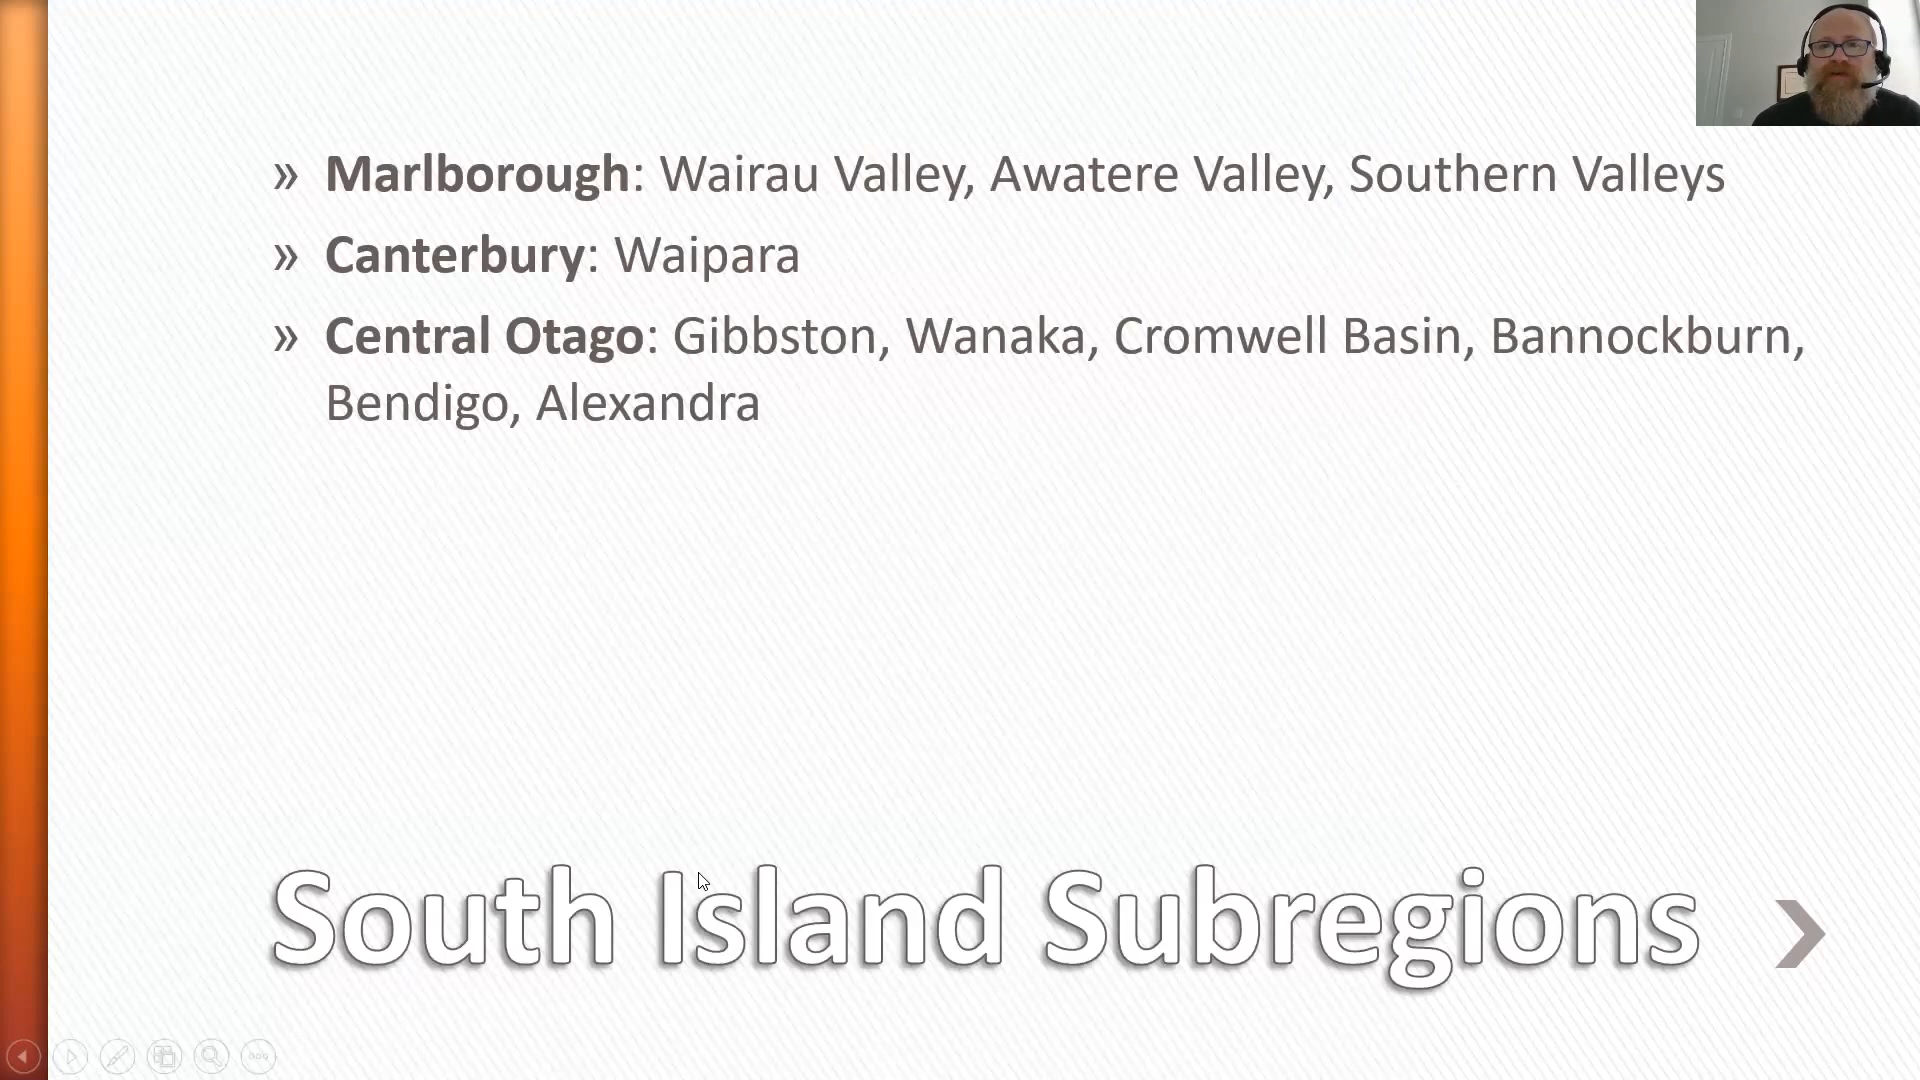 » Marlborough: Wairau Valley, Awatere Valley, Southern Valleys
» Canterbury: Waipara
» Central Otago: Gibbston, Wanaka, Cromwell Basin, Bannockburn,
Bendigo, Alexandra
South Island Subregions